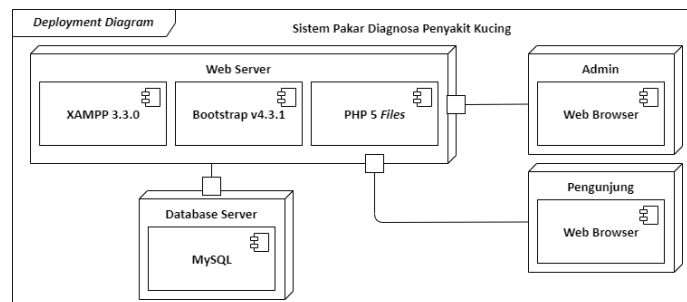 Deployment Diagram
Sistem Pakar Diagnosa Penyakit Kucing
Web Server
XAMPP 3.3.0
Bootstrap v4.3.1
PHP 5 Files
Admin
Web Browser
Pengunjung
Web Browser
Database Server
MySQL